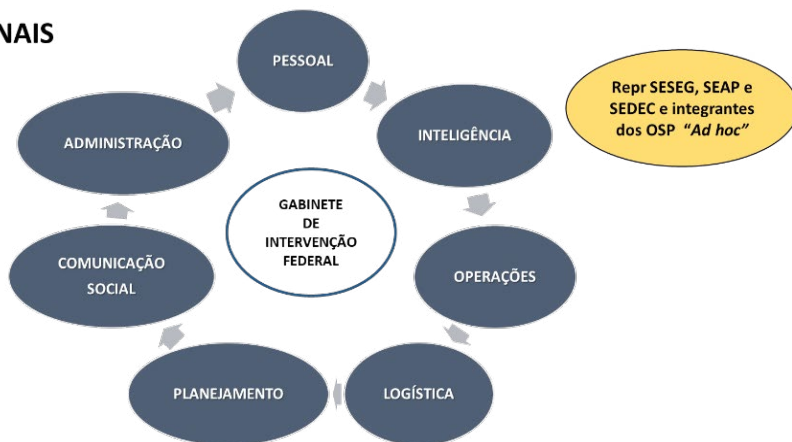 NAIS
PESSOAL
Repr SESEG, SEAP e
SEDEC e integrantes
dos OSP "Ad hoc"
ADMINISTRAÇÃO
INTELIGÊNCIA
GABINETE
DE
INTERVENÇÃO
FEDERAL
COMUNICAÇÃO
SOCIAL
OPERAÇÕES
PLANEJAMENTO
LOGÍSTICA